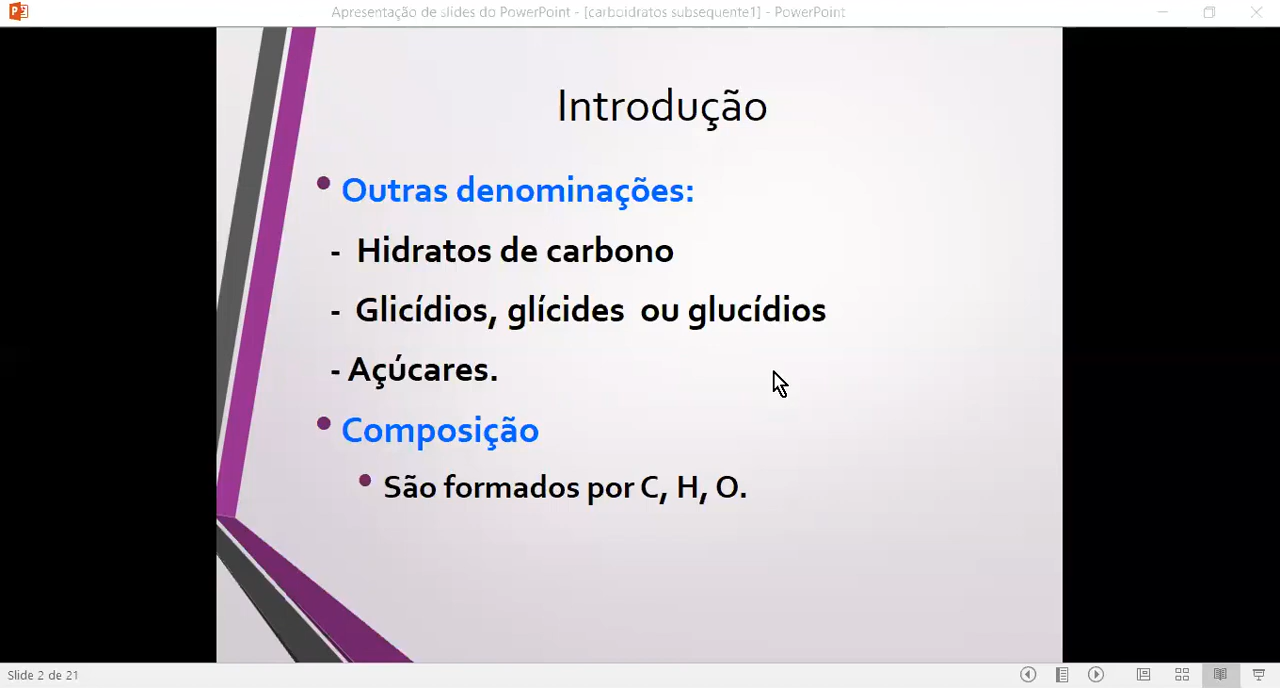 Apresentação de slides do PowerPoint - [carboidratos subsequente1] - PowerPoint
Introdução
• Outras denominações:
- Hidratos de carbono
- Glicídios, glícides ou glucídios
- Açúcares.
• Composição
• São formados por C, H, O.
Slide 2 de 21